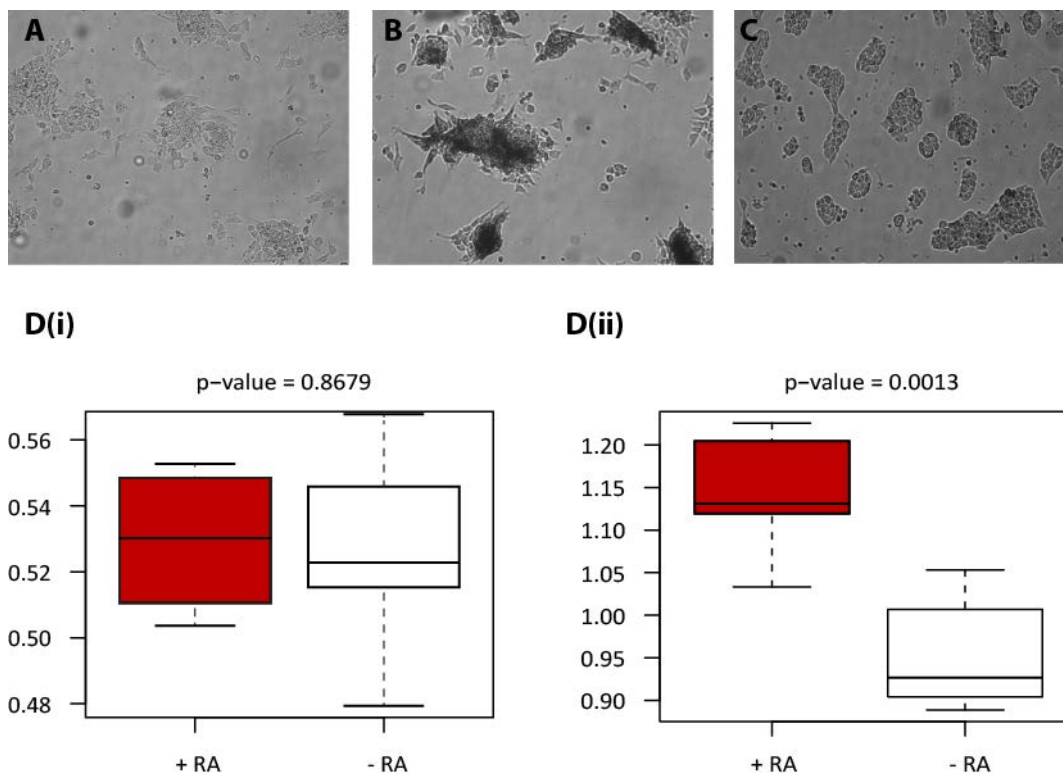 A
B
C
D(i)
D(ii)
p-value = 0.8679
p-value = 0.0013
0.56
0.54
0.52
0.50
0.48
+ RA
- RA
1.20
1.15
1.10
1.05
1.00
0.95
0.90
+ RA
- RA